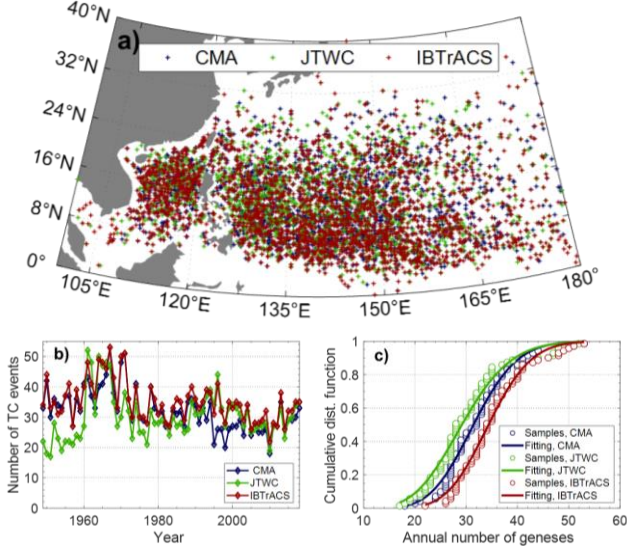 40°N
a)
CMA JTWC IBTrACS
32°N
24°N
16°N
8°N
0°
105°E 120°E 135°E 150°E 165°E 180°
b)
Number of TC events
50
40
30
20
10
0
CMA
JTWC
IBTrACS
1960 1980 2000
Year
c)
Cumulative dist. function
1
0.8
0.6
0.4
0.2
0
Samples, CMA
Fitting, CMA
Samples, JTWC
Fitting, JTWC
Samples, IBTrACS
Fitting, IBTrACS
10 20 30 40 50 60
Annual number of geneses